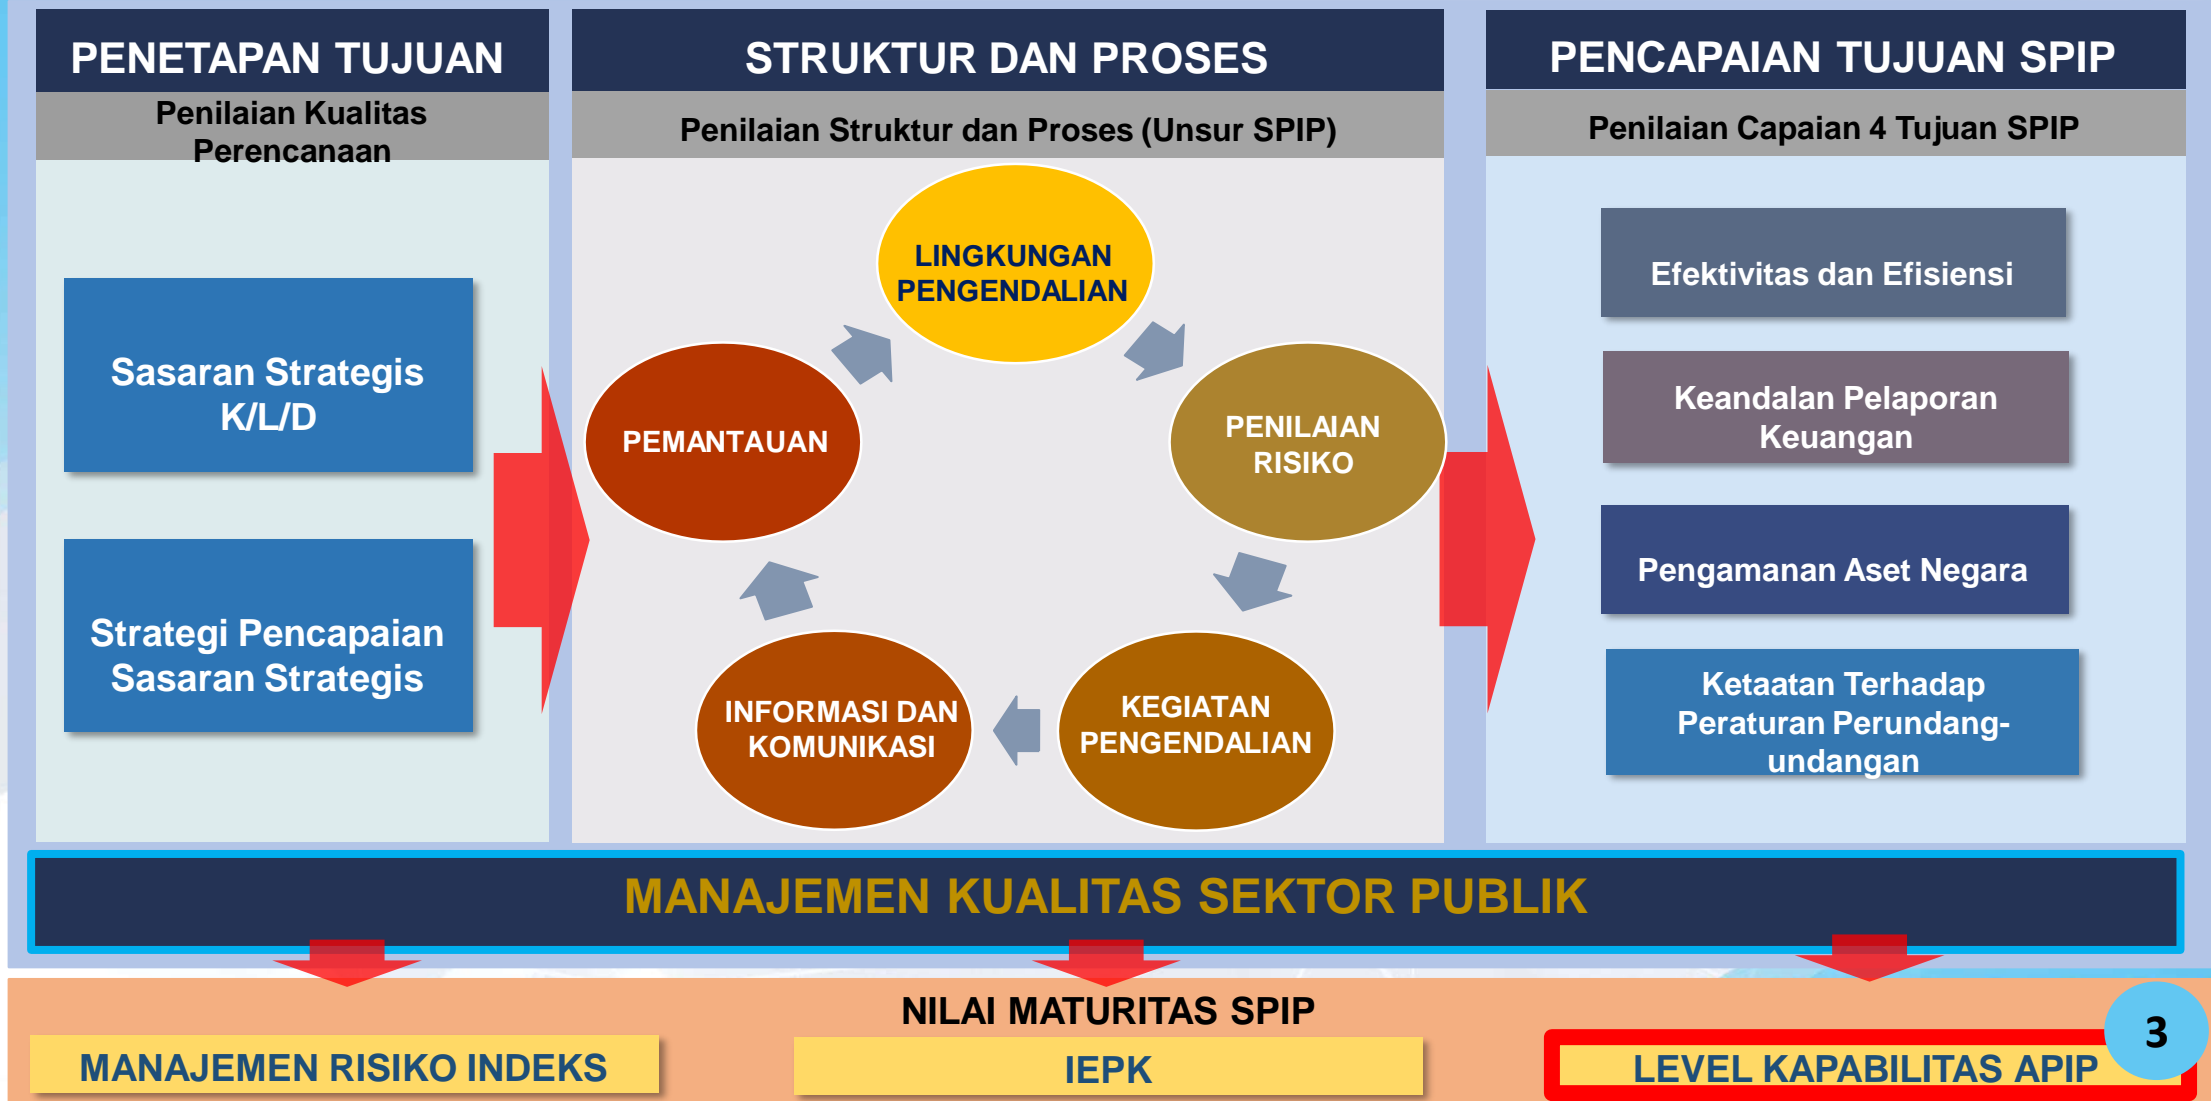 PENETAPAN TUJUAN
Penilaian Kualitas
Perencanaan
Sasaran Strategis
K/L/D
Strategi Pencapaian
Sasaran Strategis
STRUKTUR DAN PROSES
Penilaian Struktur dan Proses (Unsur SPIP)
LINGKUNGAN
PENGENDALIAN
PENILAIAN
RISIKO
KEGIATAN
PENGENDALIAN
INFORMASI DAN
KOMUNIKASI
PEMANTAUAN
PENCAPAIAN TUJUAN SPIP
Penilaian Capaian 4 Tujuan SPIP
Efektivitas dan Efisiensi
Keandalan Pelaporan
Keuangan
Pengamanan Aset Negara
Ketaatan Terhadap
Peraturan Perundang-
undangan
MANAJEMEN KUALITAS SEKTOR PUBLIK
NILAI MATURITAS SPIP
MANAJEMEN RISIKO INDEKS
IEPK
LEVEL KAPABILITAS APIP
3